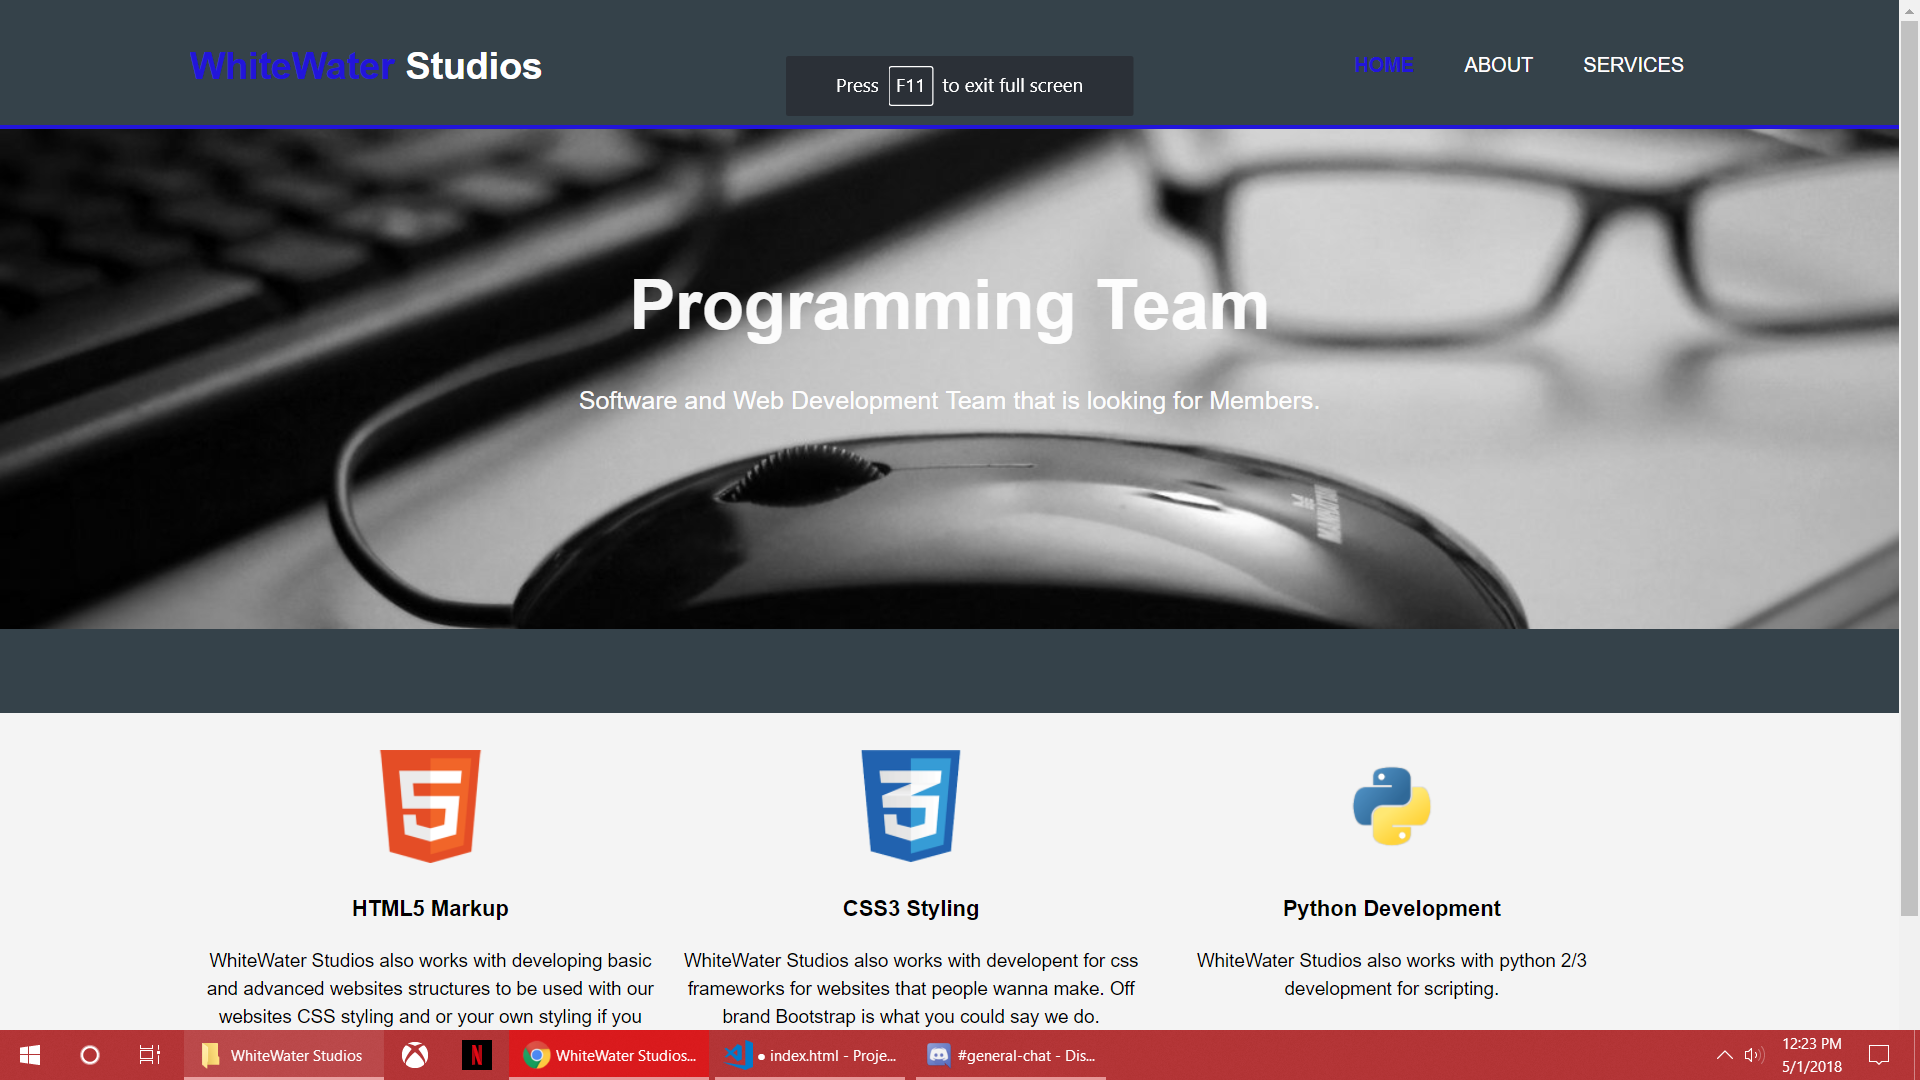 WhiteWater Studios
Press F11 to exit full screen
HOME ABOUT SERVICES
Programming Team
Software and Web Development Team that is looking for Members.
MANHATTAN
HTML5 Markup
WhiteWater Studios also works with developing basic
and advanced websites structures to be used with our
websites CSS styling and or your own styling if you
CSS3 Styling
WhiteWater Studios also works with developent for css
frameworks for websites that people wanna make. Off
brand Bootstrap is what you could say we do.
Python Development
WhiteWater Studios also works with python 2/3
development for scripting.
WhiteWater Studios
WhiteWater Studios...
● index.html - Proje...
#general-chat - Dis...
12:23 PM
5/1/2018